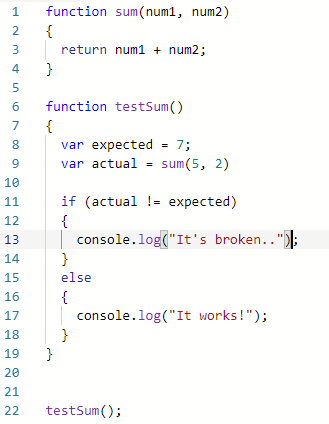 1 function sum(num1, num2)
2 {
3 return num1 + num2;
4 }
5
6 function testSum()
7 {
8 var expected = 7;
9 var actual = sum(5, 2)
10
11 if (actual != expected)
12 {
13 console.log("It's broken..");
14 }
15 else
16 {
17 console.log("It works!");
18 }
19 }
20
21
22 testSum();